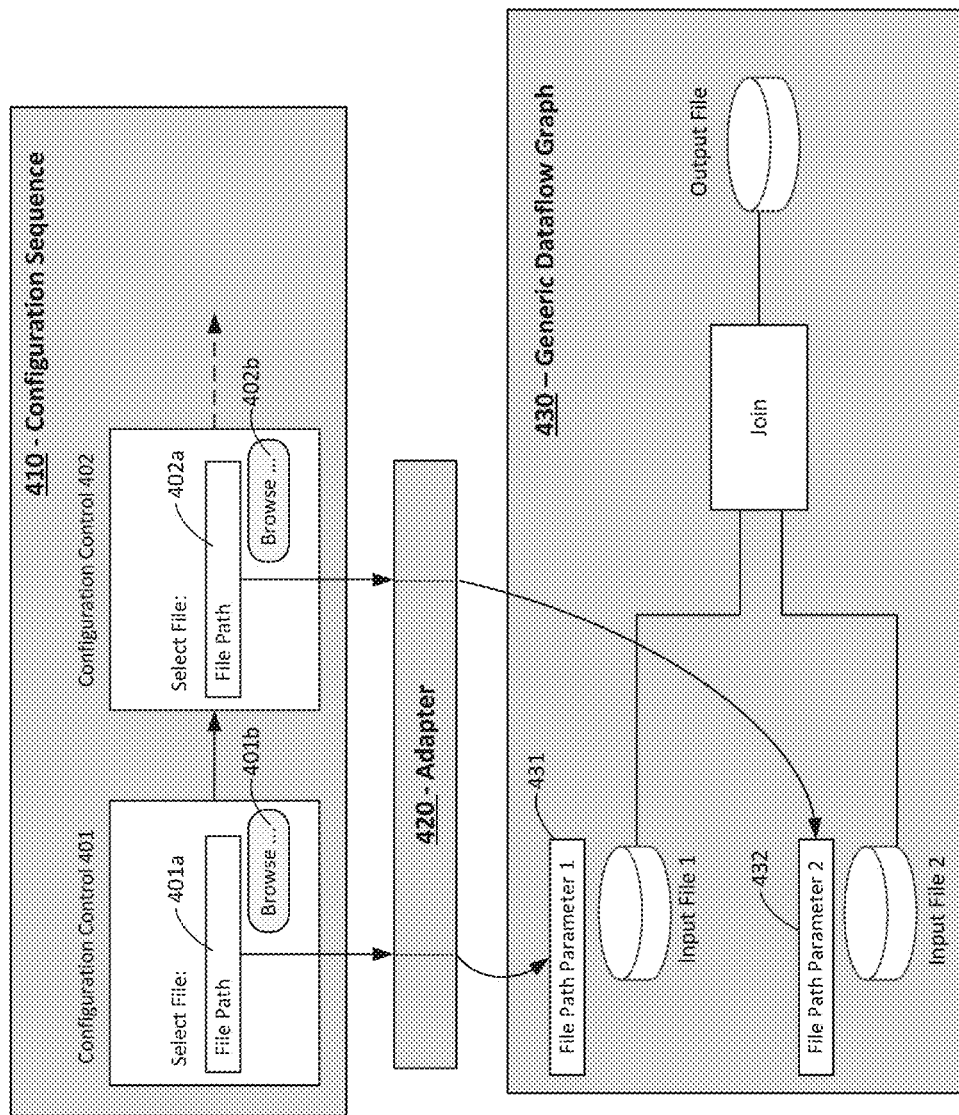 410 - Configuration Sequence
Configuration Control 401
Select File:
401a
File Path
Browse ...
401b
Configuration Control 402
Select File:
402a
File Path
Browse ...
402b
420 - Adapter
430 – Generic Dataflow Graph
File Path Parameter 1
431
Input File 1
File Path Parameter 2
432
Input File 2
Join
Output File